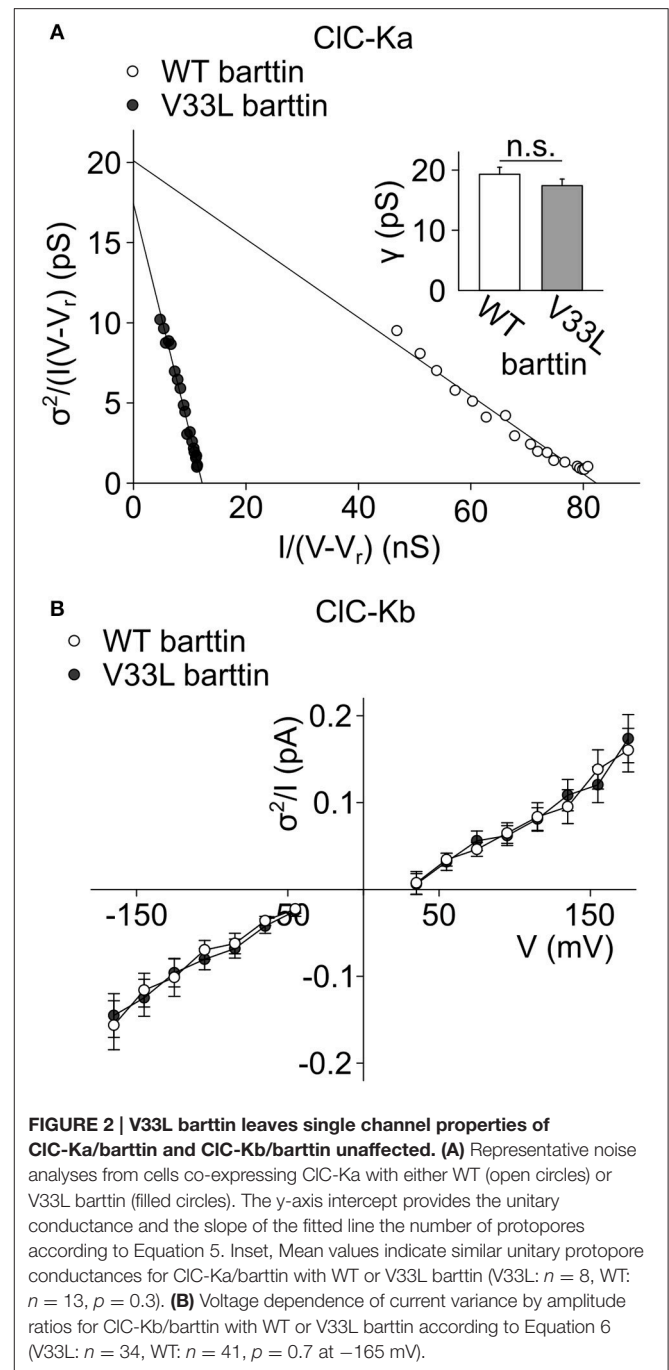 A
ClC-Ka
WT barttin
V33L barttin
20
15
10
5
0
σ²/(I(V-Vᵣ) (pS)
0
20
40
60
80
I/(V-Vᵣ) (nS)
n.s.
20
10
0
γ (pS)
WT
V33L
barttin
B
ClC-Kb
WT barttin
V33L barttin
0.2
0.1
-0.1
-0.2
σ²/I (pA)
-150
50
50
150
V (mV)
FIGURE 2 | V33L barttin leaves single channel properties of
ClC-Ka/barttin and ClC-Kb/barttin unaffected. (A) Representative noise
analyses from cells co-expressing ClC-Ka with either WT (open circles) or
V33L barttin (filled circles). The y-axis intercept provides the unitary
conductance and the slope of the fitted line the number of protopores
according to Equation 5. Inset, Mean values indicate similar unitary protopore
conductances for ClC-Ka/barttin with WT or V33L barttin (V33L: n = 8, WT:
n = 13, p = 0.3). (B) Voltage dependence of current variance by amplitude
ratios for ClC-Kb/barttin with WT or V33L barttin according to Equation 6
(V33L: n = 34, WT: n = 41, p = 0.7 at −165 mV).